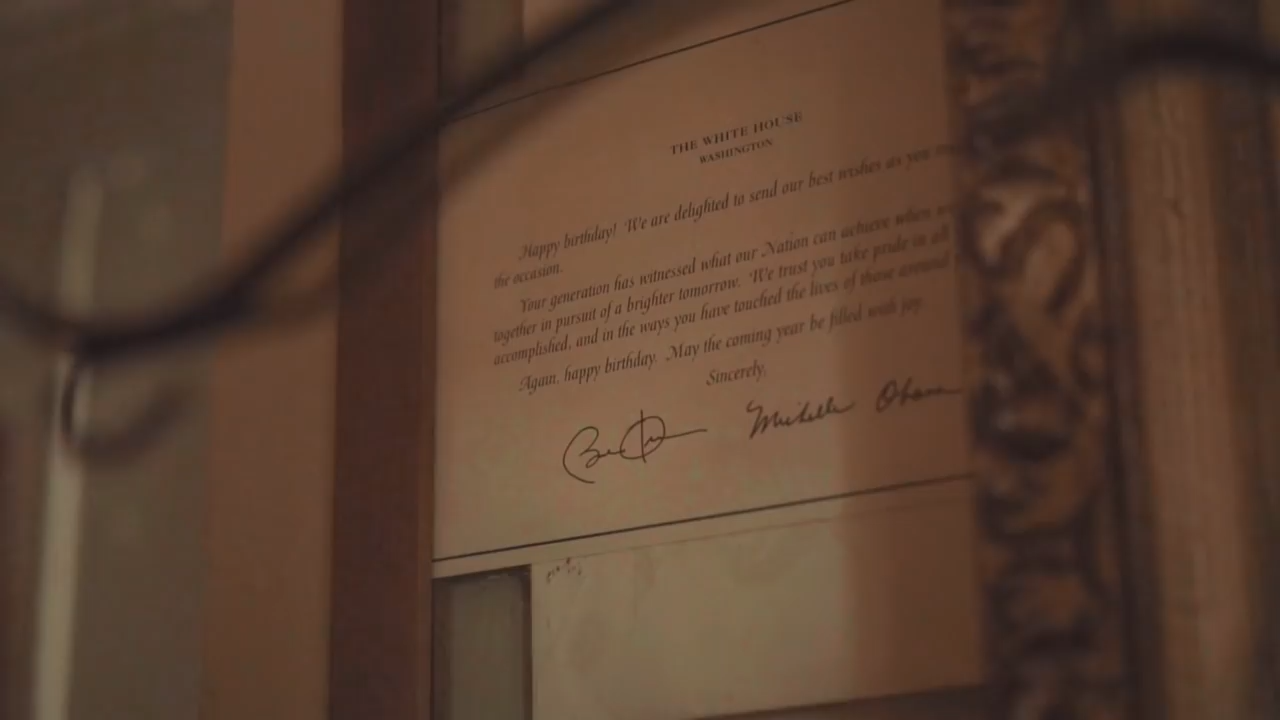 THE WHITE HOUSE
WASHINGTON
Happy birthday! We are delighted to send our best wishes as you
the occasion.
Your generation has witnessed what our Nation can achieve when
together in pursuit of a brighter tomorrow. We trust you take pride in all
accomplished, and in the ways you have touched the lives of those around
Again, happy birthday. May the coming year be filled with joy.
Sincerely,
Michelle Obama